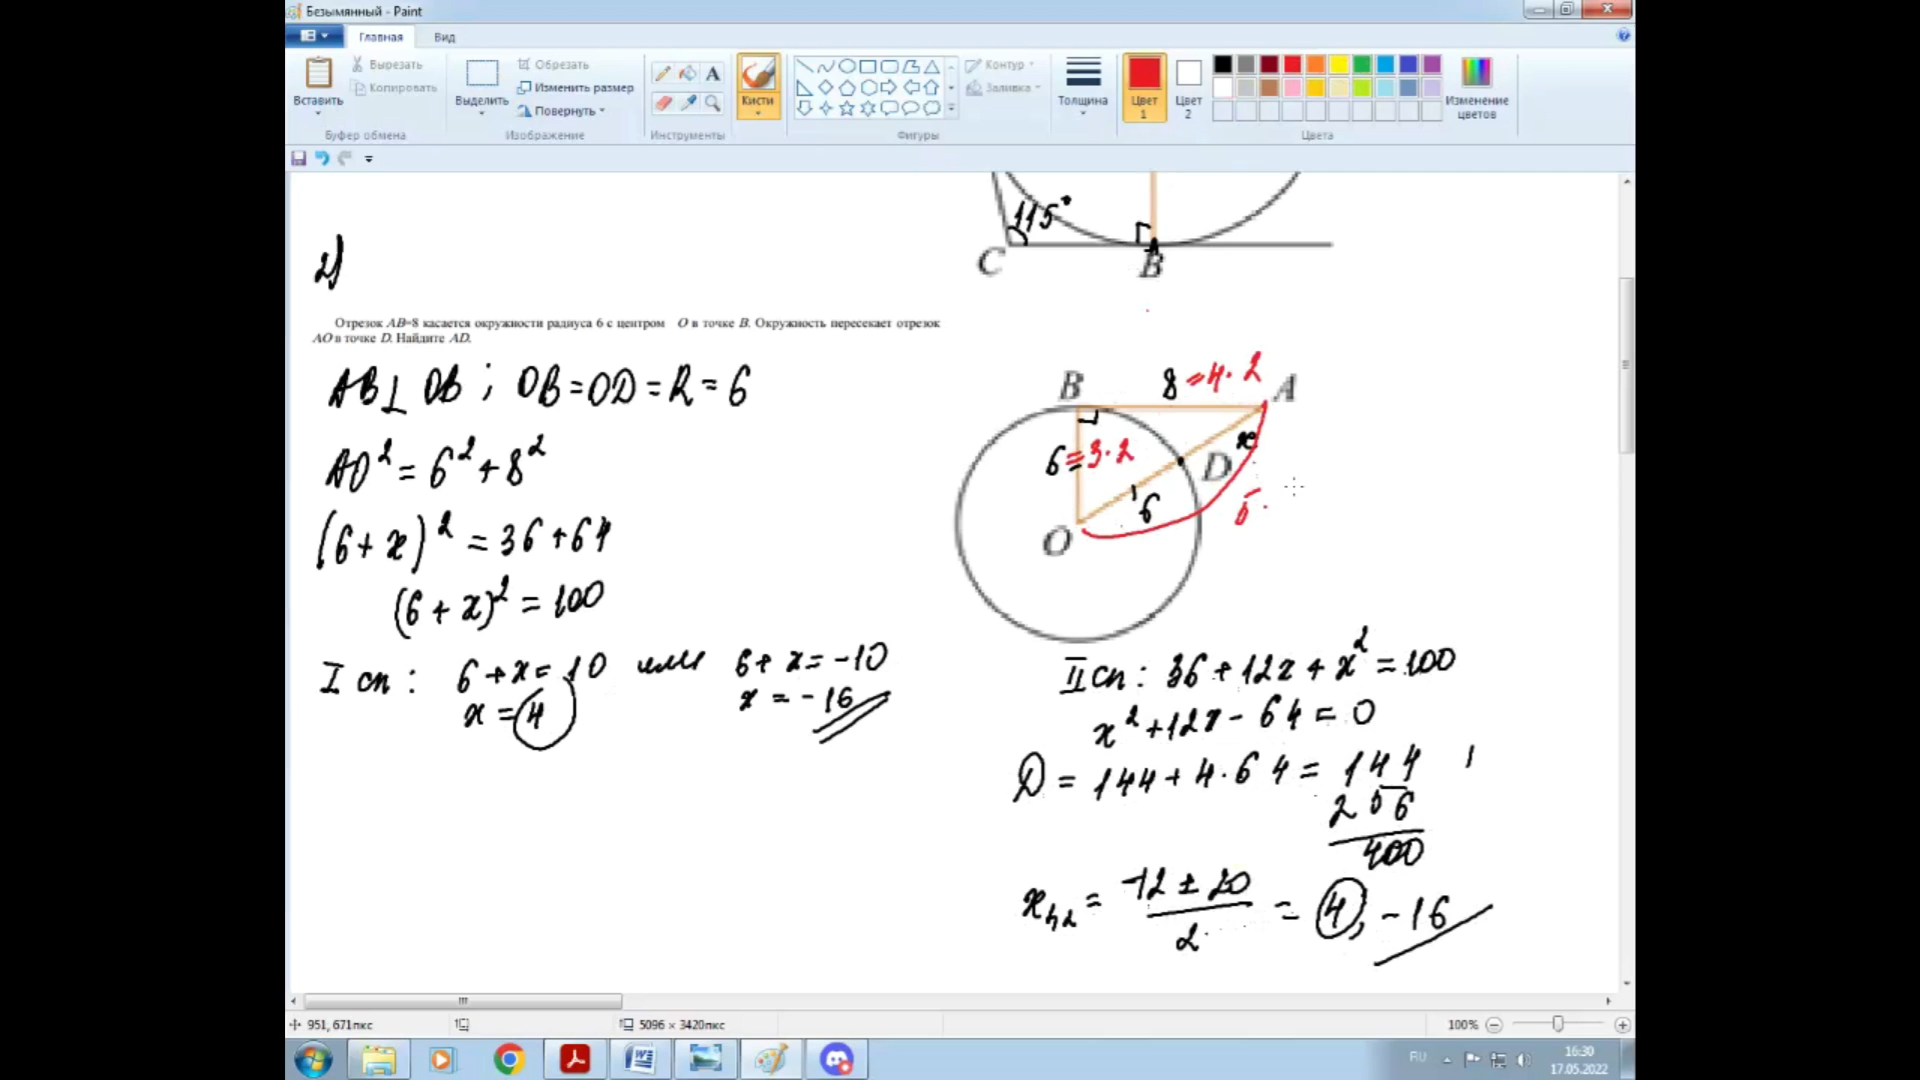 Безымянный - Paint
Главная
Вид
Вставить
Вырезать
Копировать
Буфер обмена
Выделить
Обрезать
Изменить размер
Повернуть
Изображение
A
Инструменты
Кисти
Контур
Заливка
Фигуры
Толщина
Цвет 1
Цвет 2
Изменение цветов
Цвета
115°
C
B
2)
Отрезок AB=8 касается окружности радиуса 6 с центром O в точке B. Окружность пересекает отрезок
AO в точке D. Найдите AD.
AB⊥ OB ; OB = OD = R = 6
AO² = 6² + 8²
(6 + x)² = 36 + 64
(6 + x)² = 100
I сп : 6 + x = 10 или 6 + x = -10
x = 4 x = -16
B 8 = 4 · 2 A
6 = 3 · 2
x
D
6
5 ·
O
II сп : 36 + 12x + x² = 100
x² + 12x - 64 = 0
D = 144 + 4 · 64 = 144
256
400
x1,2 = -12 ± 20 / 2 = 4, -16
951, 671пкс
5096 × 3420пкс
100%
RU
16:30
17.05.2022